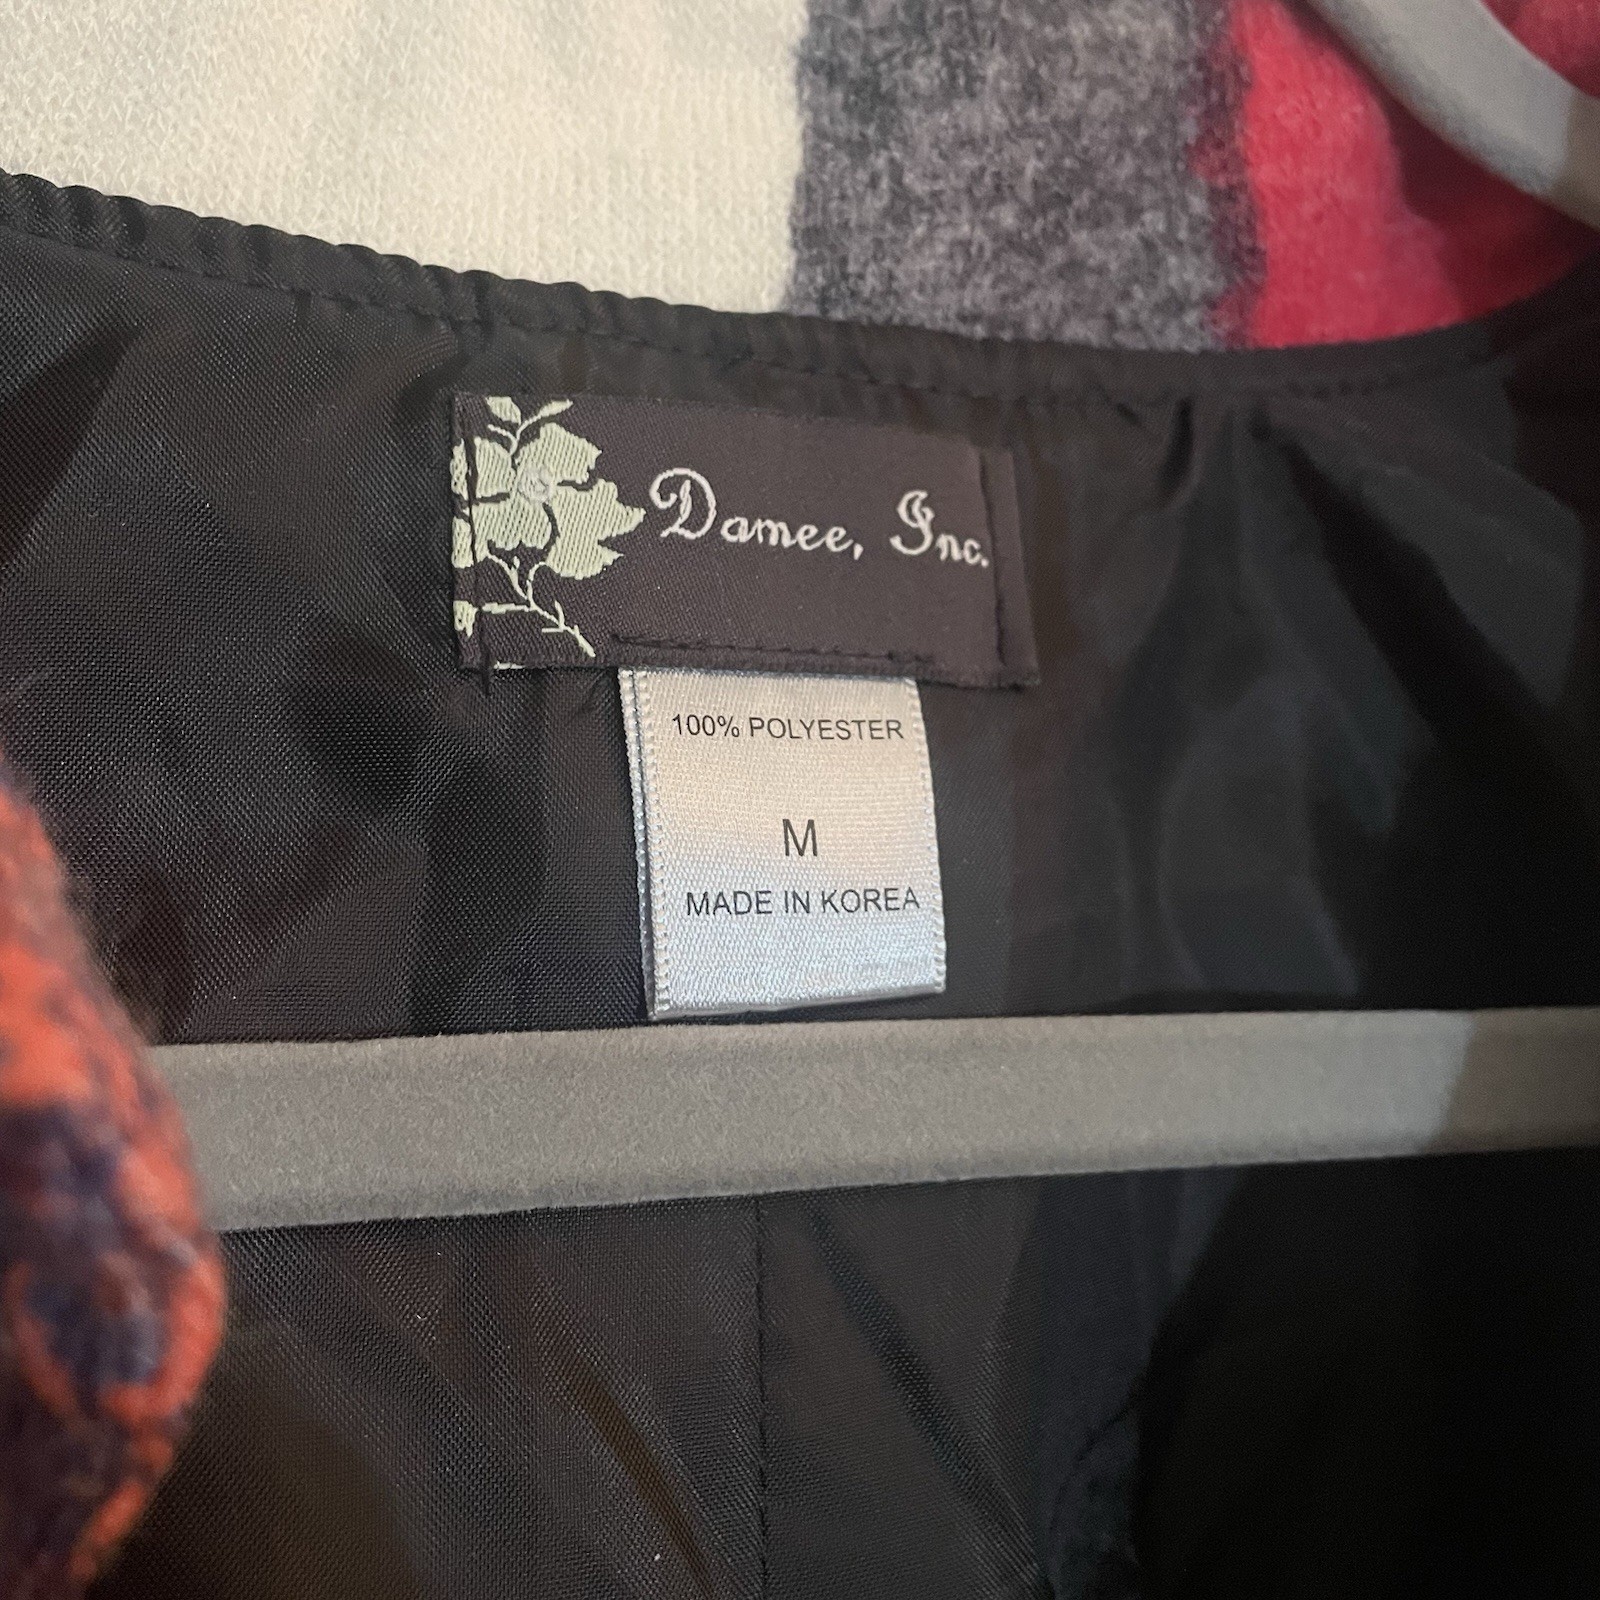 Damee, Inc.
100% POLYESTER
M
MADE IN KOREA